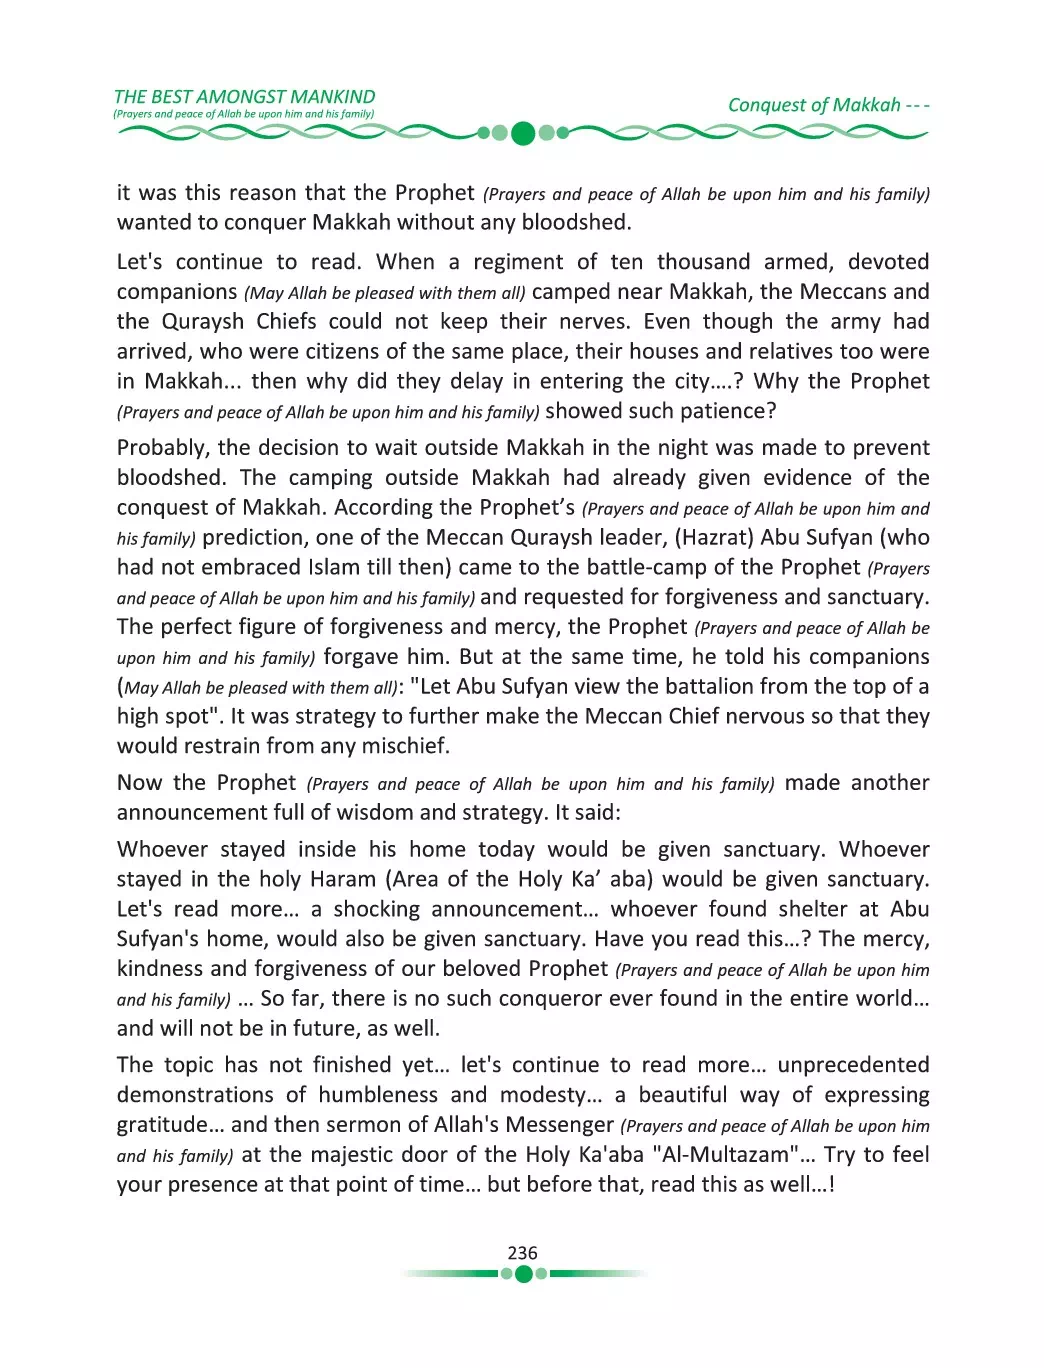 THE BEST AMONGST MANKIND
(Prayers and peace of Allah be upon him and his family)
Conquest of Makkah ---
it was this reason that the Prophet (Prayers and peace of Allah be upon him and his family)
wanted to conquer Makkah without any bloodshed.
Let's continue to read. When a regiment of ten thousand armed, devoted
companions (May Allah be pleased with them all) camped near Makkah, the Meccans and
the Quraysh Chiefs could not keep their nerves. Even though the army had
arrived, who were citizens of the same place, their houses and relatives too were
in Makkah... then why did they delay in entering the city....? Why the Prophet
(Prayers and peace of Allah be upon him and his family) showed such patience?
Probably, the decision to wait outside Makkah in the night was made to prevent
bloodshed. The camping outside Makkah had already given evidence of the
conquest of Makkah. According the Prophet’s (Prayers and peace of Allah be upon him and
his family) prediction, one of the Meccan Quraysh leader, (Hazrat) Abu Sufyan (who
had not embraced Islam till then) came to the battle-camp of the Prophet (Prayers
and peace of Allah be upon him and his family) and requested for forgiveness and sanctuary.
The perfect figure of forgiveness and mercy, the Prophet (Prayers and peace of Allah be
upon him and his family) forgave him. But at the same time, he told his companions
(May Allah be pleased with them all): "Let Abu Sufyan view the battalion from the top of a
high spot". It was strategy to further make the Meccan Chief nervous so that they
would restrain from any mischief.
Now the Prophet (Prayers and peace of Allah be upon him and his family) made another
announcement full of wisdom and strategy. It said:
Whoever stayed inside his home today would be given sanctuary. Whoever
stayed in the holy Haram (Area of the Holy Ka’ aba) would be given sanctuary.
Let's read more... a shocking announcement... whoever found shelter at Abu
Sufyan's home, would also be given sanctuary. Have you read this...? The mercy,
kindness and forgiveness of our beloved Prophet (Prayers and peace of Allah be upon him
and his family) ... So far, there is no such conqueror ever found in the entire world...
and will not be in future, as well.
The topic has not finished yet... let's continue to read more... unprecedented
demonstrations of humbleness and modesty... a beautiful way of expressing
gratitude... and then sermon of Allah's Messenger (Prayers and peace of Allah be upon him
and his family) at the majestic door of the Holy Ka'aba "Al-Multazam"... Try to feel
your presence at that point of time... but before that, read this as well...!
236